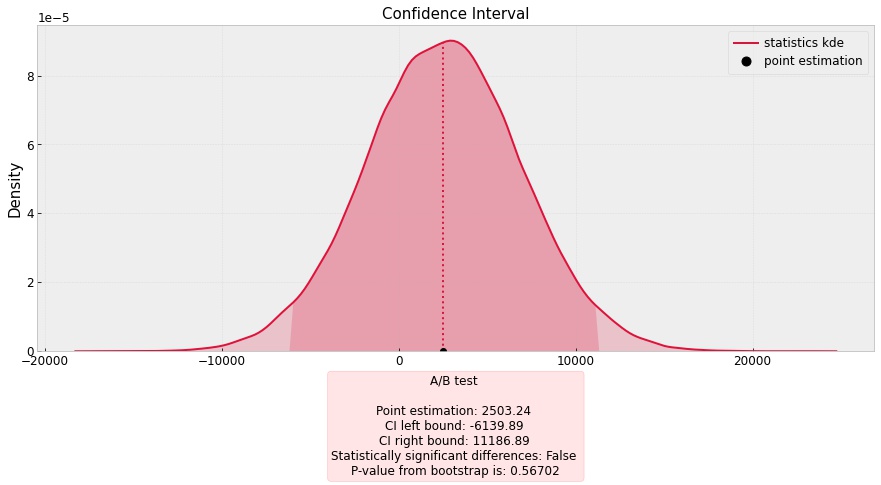 Confidence Interval
1e−5
statistics kde
point estimation
Density
8
6
4
2
0
−20000 −10000 0 10000 20000
A/B test
Point estimation: 2503.24
CI left bound: -6139.89
CI right bound: 11186.89
Statistically significant differences: False
P-value from bootstrap is: 0.56702